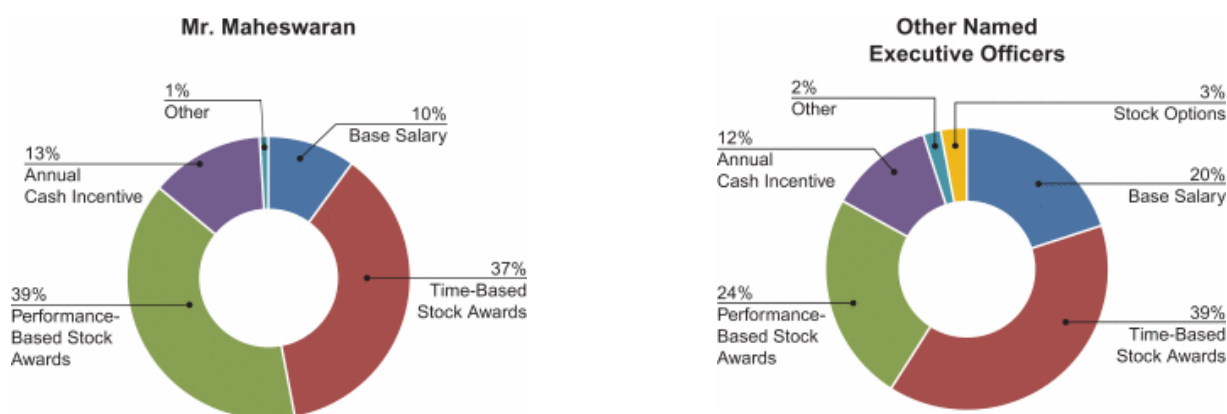 Mr. Maheswaran
1%
Other
10%
Base Salary
13%
Annual
Cash Incentive
37%
Time-Based
Stock Awards
39%
Performance-
Based Stock
Awards
Other Named
Executive Officers
2%
Other
3%
Stock Options
12%
Annual
Cash Incentive
20%
Base Salary
24%
Performance-
Based Stock
Awards
39%
Time-Based
Stock Awards